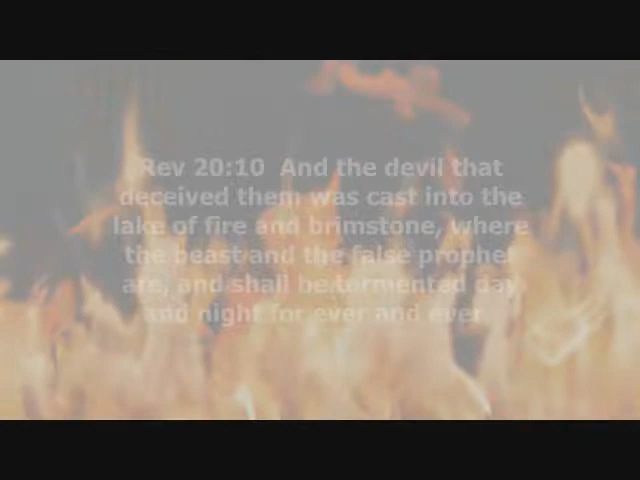 Rev 20:10 And the devil that
deceived them was cast into the
lake of fire and brimstone, where
the beast and the false prophet
are, and shall be tormented day
and night for ever and ever